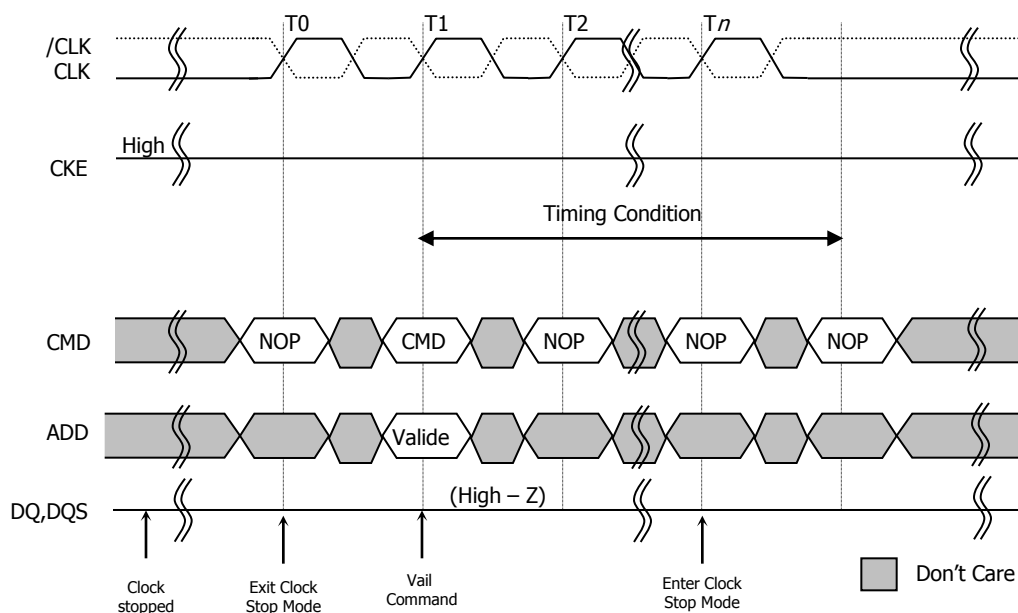 T0 T1 T2 Tn
/CLK
CLK
High
CKE
Timing Condition
CMD NOP CMD NOP NOP NOP
ADD Valide
(High – Z)
DQ,DQS
Clock
stopped
Exit Clock
Stop Mode
Vail
Command
Enter Clock
Stop Mode
Don't Care